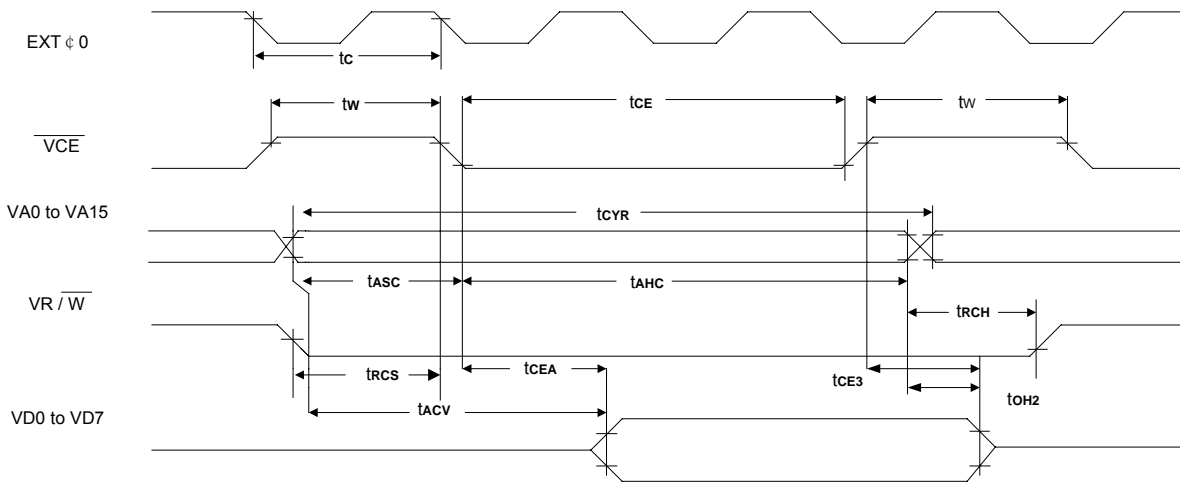 EXT ¢ 0
tC
tW
tCE
tW
VCE
VA0 to VA15
tCYR
tASC
tAHC
VR / W
tRCH
tCEA
tRCS
tCE3
tACV
tOH2
VD0 to VD7